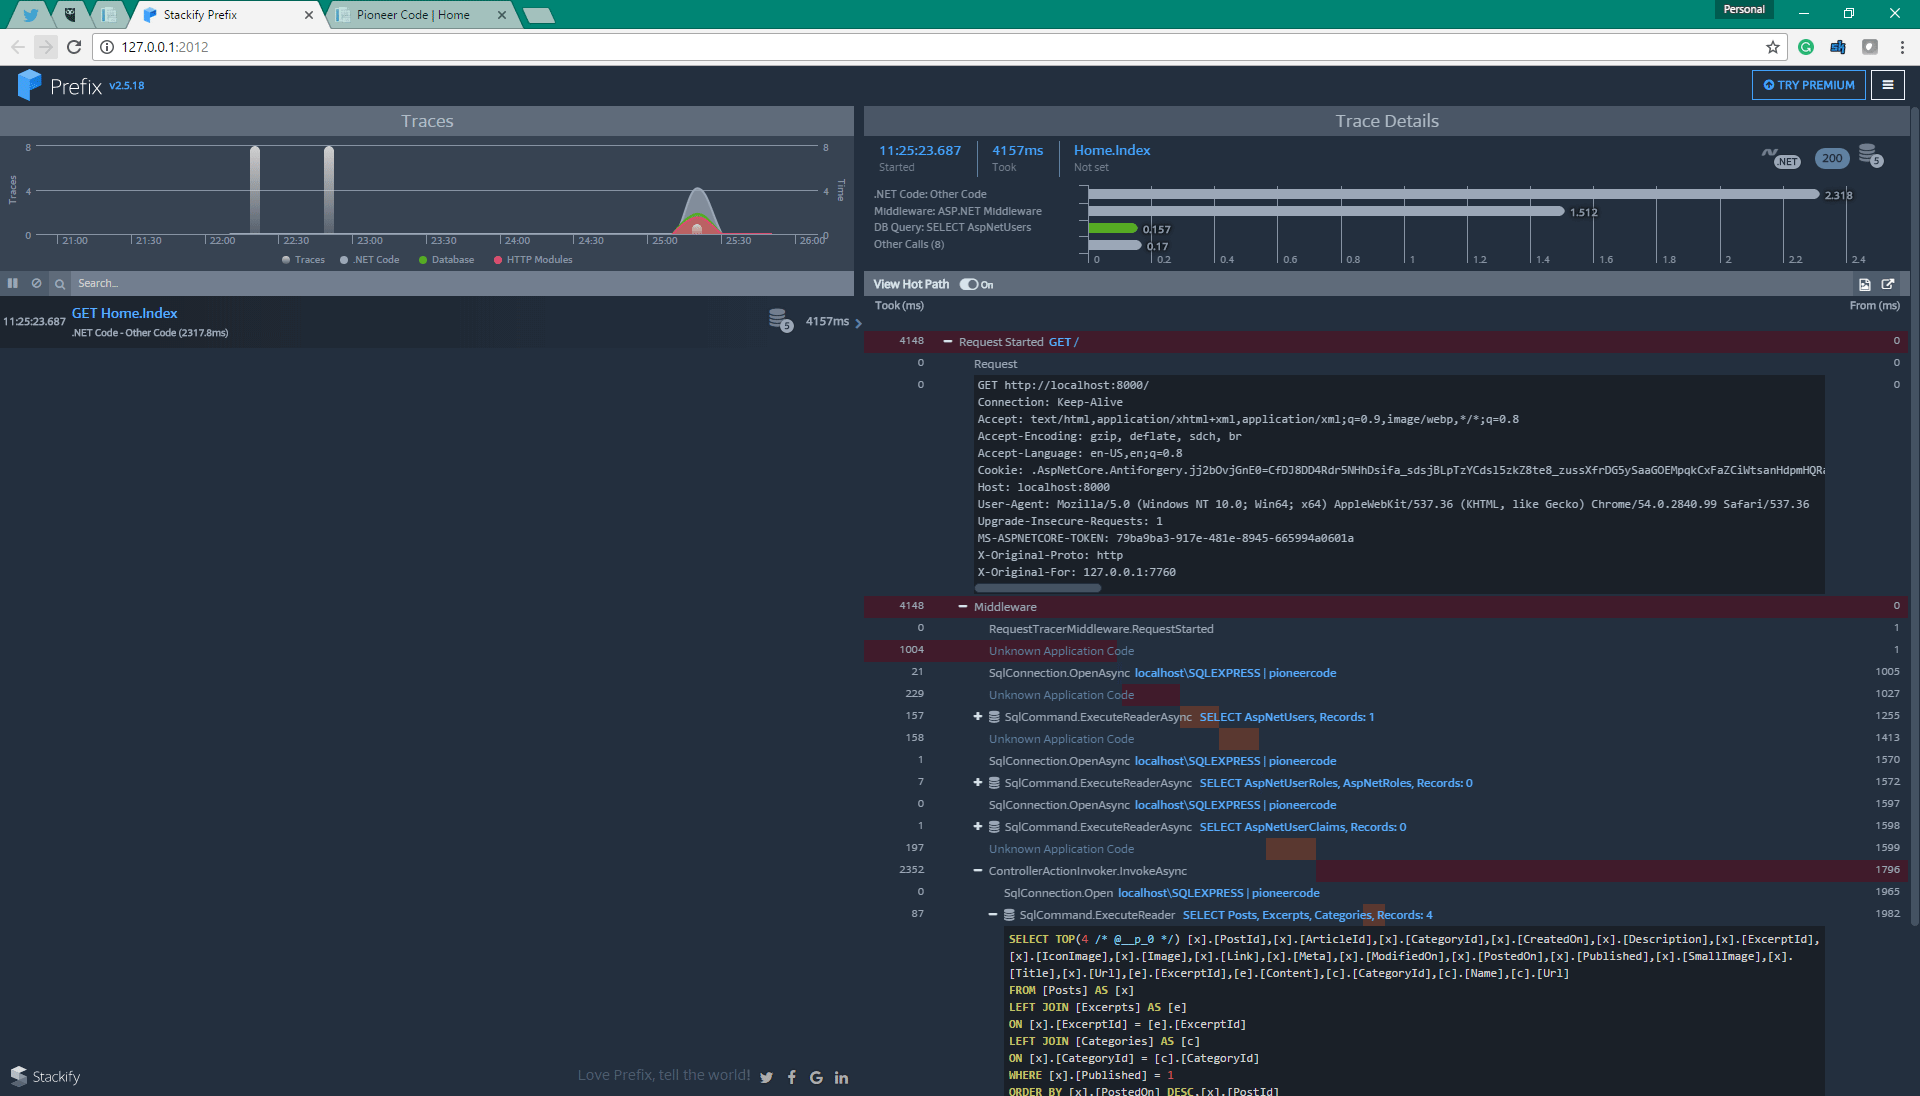 Stackify Prefix
Pioneer Code | Home
Personal
127.0.0.1:2012
Prefix v2.5.18
TRY PREMIUM
Traces
8 8
4 4
0 0
Traces
Time
21:00 21:30 22:00 22:30 23:00 23:30 24:00 24:30 25:00 25:30 26:00
Traces .NET Code Database HTTP Modules
Search...
11:25:23.687 GET Home.Index 5 4157ms
.NET Code - Other Code (2317.8ms)
Stackify
Love Prefix, tell the world!
Trace Details
11:25:23.687 4157ms Home.Index
Started Took Not set
.NET 200 5
.NET Code: Other Code 2.318
Middleware: ASP.NET Middleware 1.512
DB Query: SELECT AspNetUsers 0.157
Other Calls (8) 0.17
0 0.2 0.4 0.6 0.8 1 1.2 1.4 1.6 1.8 2 2.2 2.4
View Hot Path On
Took (ms) From (ms)
4148 Request Started GET / 0
0 Request 0
0 GET http://localhost:8000/ 0
Connection: Keep-Alive
Accept: text/html,application/xhtml+xml,application/xml;q=0.9,image/webp,*/*;q=0.8
Accept-Encoding: gzip, deflate, sdch, br
Accept-Language: en-US,en;q=0.8
Cookie: .AspNetCore.Antiforgery.jj2bOvjGnE0=CfDJ8DD4Rdr5NHhDsifa_sdsjBLpTzYCdsl5zkZ8te8_zussXfrDG5ySaaGOEMpqkCxFaZCiWtsanHdpmHQRa
Host: localhost:8000
User-Agent: Mozilla/5.0 (Windows NT 10.0; Win64; x64) AppleWebKit/537.36 (KHTML, like Gecko) Chrome/54.0.2840.99 Safari/537.36
Upgrade-Insecure-Requests: 1
MS-ASPNETCORE-TOKEN: 79ba9ba3-917e-481e-8945-665994a0601a
X-Original-Proto: http
X-Original-For: 127.0.0.1:7760
4148 Middleware 0
0 RequestTracerMiddleware.RequestStarted 1
1004 Unknown Application Code 1
21 SqlConnection.OpenAsync localhost\SQLEXPRESS | pioneercode 1005
229 Unknown Application Code 1027
157 SqlCommand.ExecuteReaderAsync SELECT AspNetUsers, Records: 1 1255
158 Unknown Application Code 1413
1 SqlConnection.OpenAsync localhost\SQLEXPRESS | pioneercode 1570
7 SqlCommand.ExecuteReaderAsync SELECT AspNetUserRoles, AspNetRoles, Records: 0 1572
0 SqlConnection.OpenAsync localhost\SQLEXPRESS | pioneercode 1597
1 SqlCommand.ExecuteReaderAsync SELECT AspNetUserClaims, Records: 0 1598
197 Unknown Application Code 1599
2352 ControllerActionInvoker.InvokeAsync 1796
0 SqlConnection.Open localhost\SQLEXPRESS | pioneercode 1965
87 SqlCommand.ExecuteReader SELECT Posts, Excerpts, Categories, Records: 4 1982
SELECT TOP(4 /* @__p_0 */) [x].[PostId],[x].[ArticleId],[x].[CategoryId],[x].[CreatedOn],[x].[Description],[x].[ExcerptId],
[x].[IconImage],[x].[Image],[x].[Link],[x].[Meta],[x].[ModifiedOn],[x].[PostedOn],[x].[Published],[x].[SmallImage],[x].
[Title],[x].[Url],[e].[ExcerptId],[e].[Content],[c].[CategoryId],[c].[Name],[c].[Url]
FROM [Posts] AS [x]
LEFT JOIN [Excerpts] AS [e]
ON [x].[ExcerptId] = [e].[ExcerptId]
LEFT JOIN [Categories] AS [c]
ON [x].[CategoryId] = [c].[CategoryId]
WHERE [x].[Published] = 1
ORDER BY [x].[PostedOn] DESC,[x].[PostId]